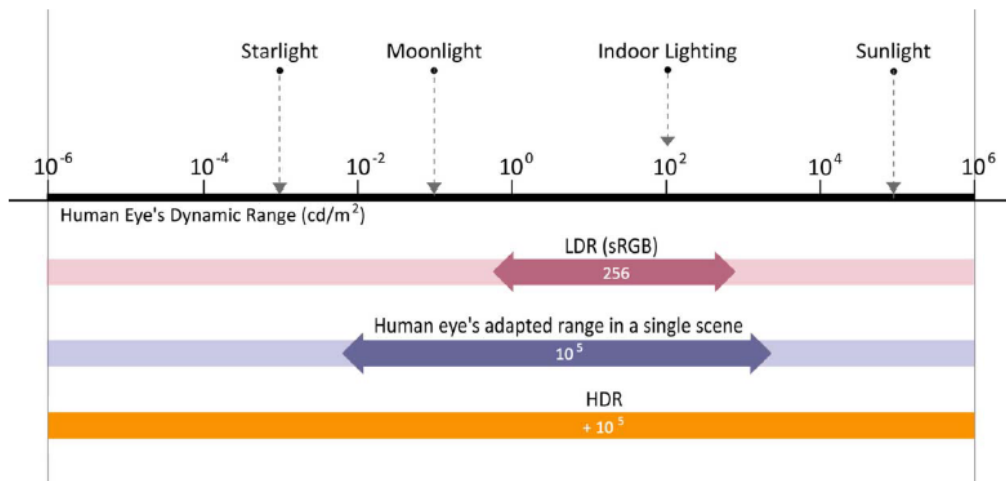 Starlight Moonlight Indoor Lighting Sunlight
10⁻⁶ 10⁻⁴ 10⁻² 10⁰ 10² 10⁴ 10⁶
Human Eye's Dynamic Range (cd/m²)
LDR (sRGB)
256
Human eye's adapted range in a single scene
10⁵
HDR
+ 10⁵